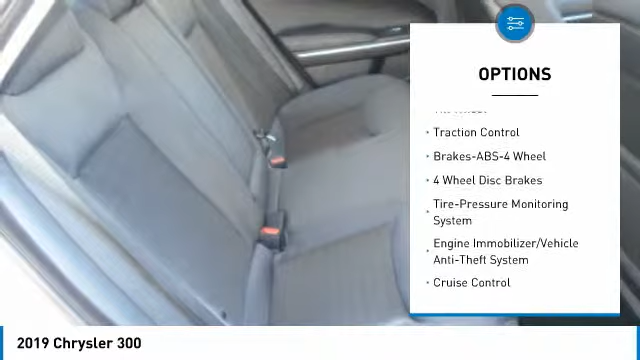 OPTIONS
• Traction Control
• Brakes-ABS-4 Wheel
• 4 Wheel Disc Brakes
• Tire-Pressure Monitoring
System
• Engine Immobilizer/Vehicle
Anti-Theft System
• Cruise Control
2019 Chrysler 300